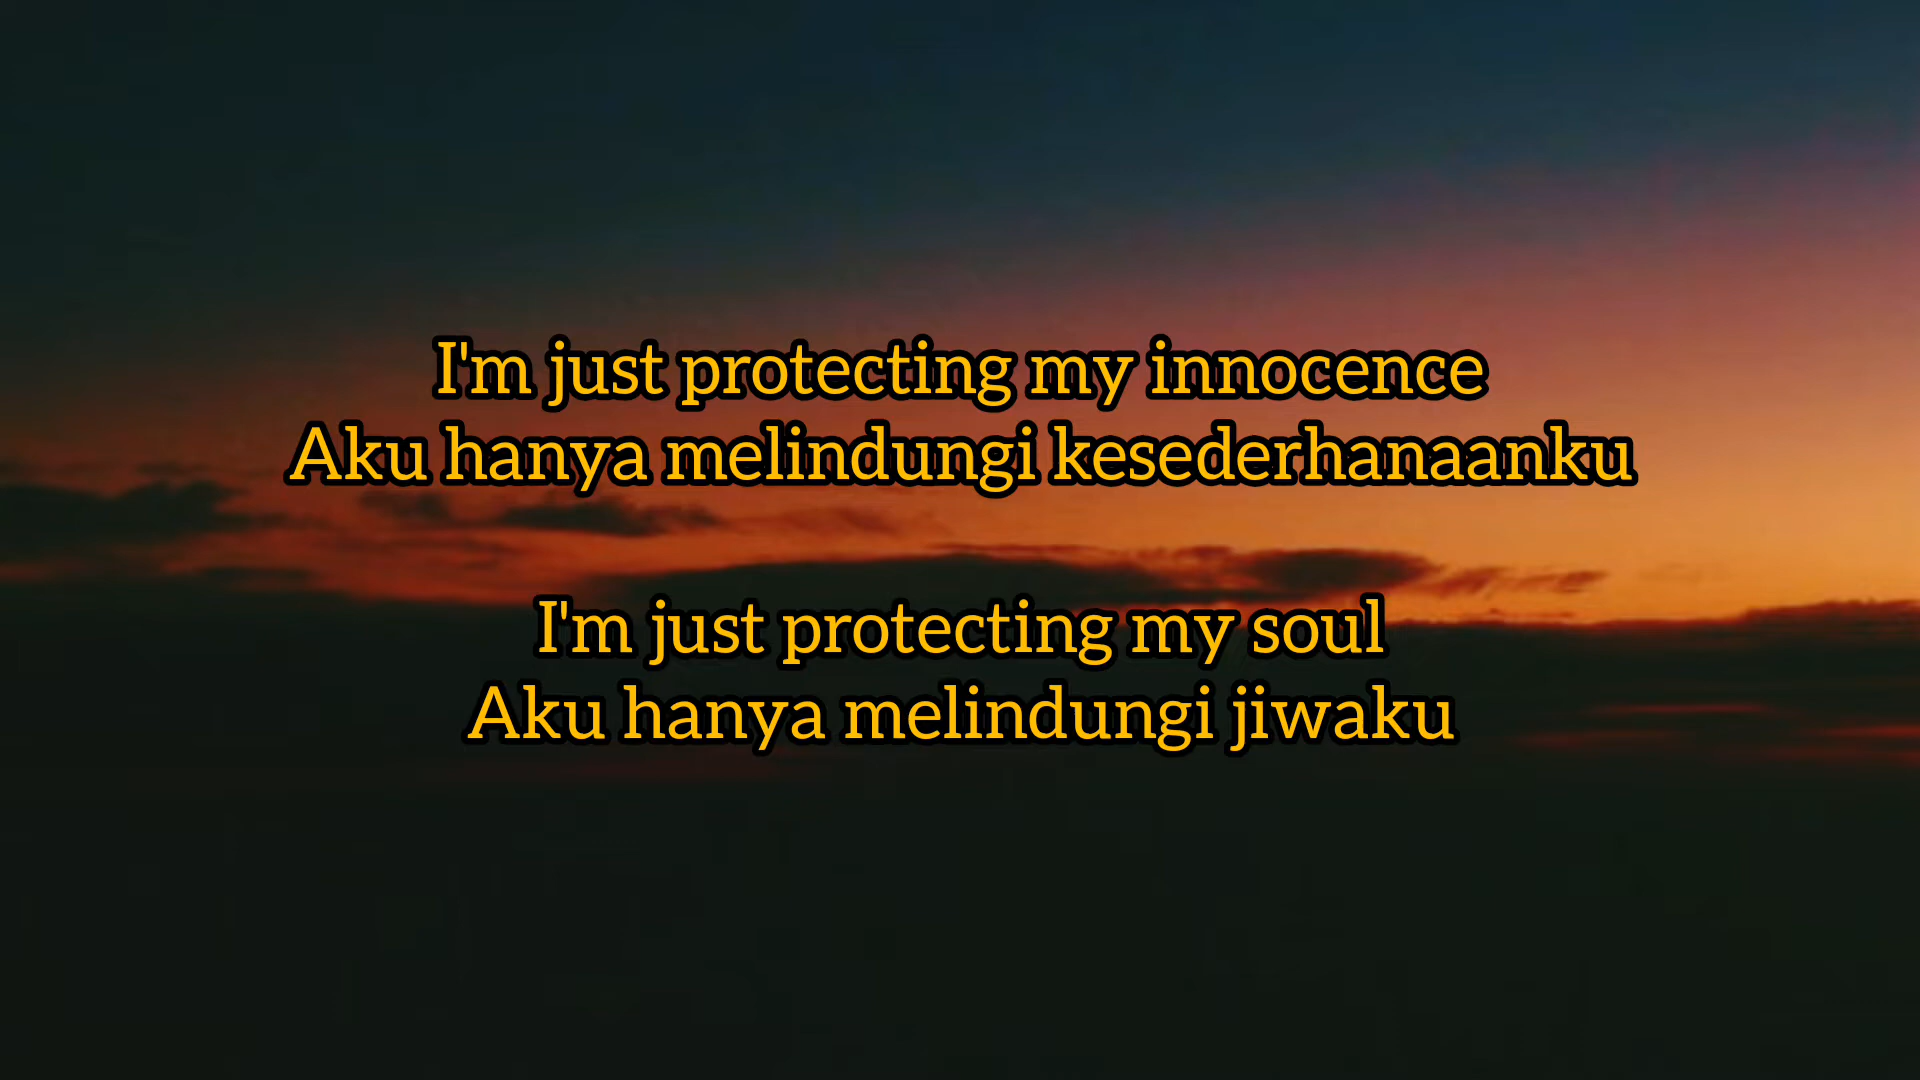 I'm just protecting my innocence
Aku hanya melindungi kesederhanaanku
I'm just protecting my soul
Aku hanya melindungi jiwaku